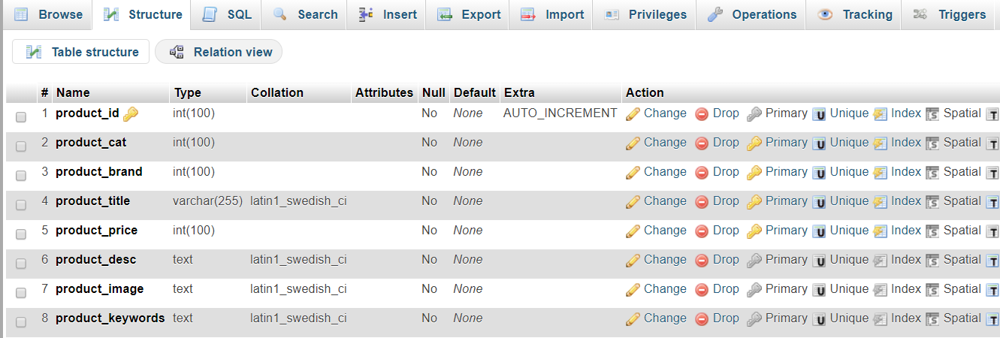 Browse Structure SQL Search Insert Export Import Privileges Operations Tracking Triggers
Table structure Relation view
# Name Type Collation Attributes Null Default Extra Action
1 product_id int(100) No None AUTO_INCREMENT Change Drop Primary U Unique Index S Spatial T
2 product_cat int(100) No None Change Drop Primary U Unique Index S Spatial T
3 product_brand int(100) No None Change Drop Primary U Unique Index S Spatial T
4 product_title varchar(255) latin1_swedish_ci No None Change Drop Primary U Unique Index S Spatial T
5 product_price int(100) No None Change Drop Primary U Unique Index S Spatial T
6 product_desc text latin1_swedish_ci No None Change Drop Primary U Unique Index S Spatial T
7 product_image text latin1_swedish_ci No None Change Drop Primary U Unique Index S Spatial T
8 product_keywords text latin1_swedish_ci No None Change Drop Primary U Unique Index S Spatial T